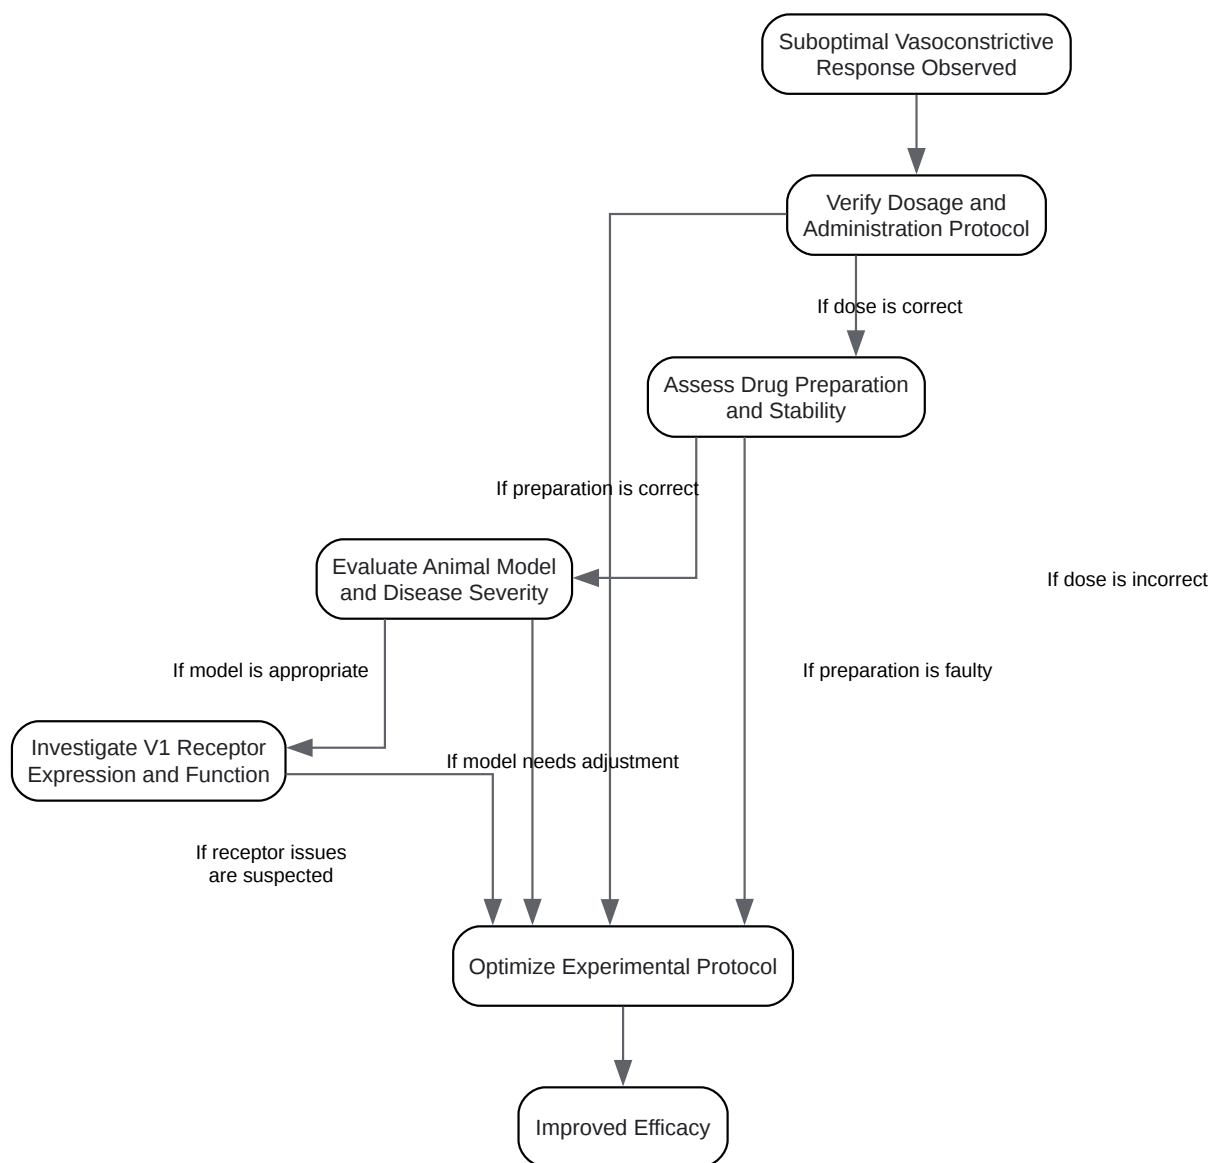 Suboptimal Vasoconstrictive
Response Observed
Verify Dosage and
Administration Protocol
If dose is correct
Assess Drug Preparation
and Stability
If preparation is correct
Evaluate Animal Model
and Disease Severity
If dose is incorrect
If model is appropriate
If preparation is faulty
Investigate V1 Receptor
Expression and Function
If model needs adjustment
If receptor issues
are suspected
Optimize Experimental Protocol
Improved Efficacy